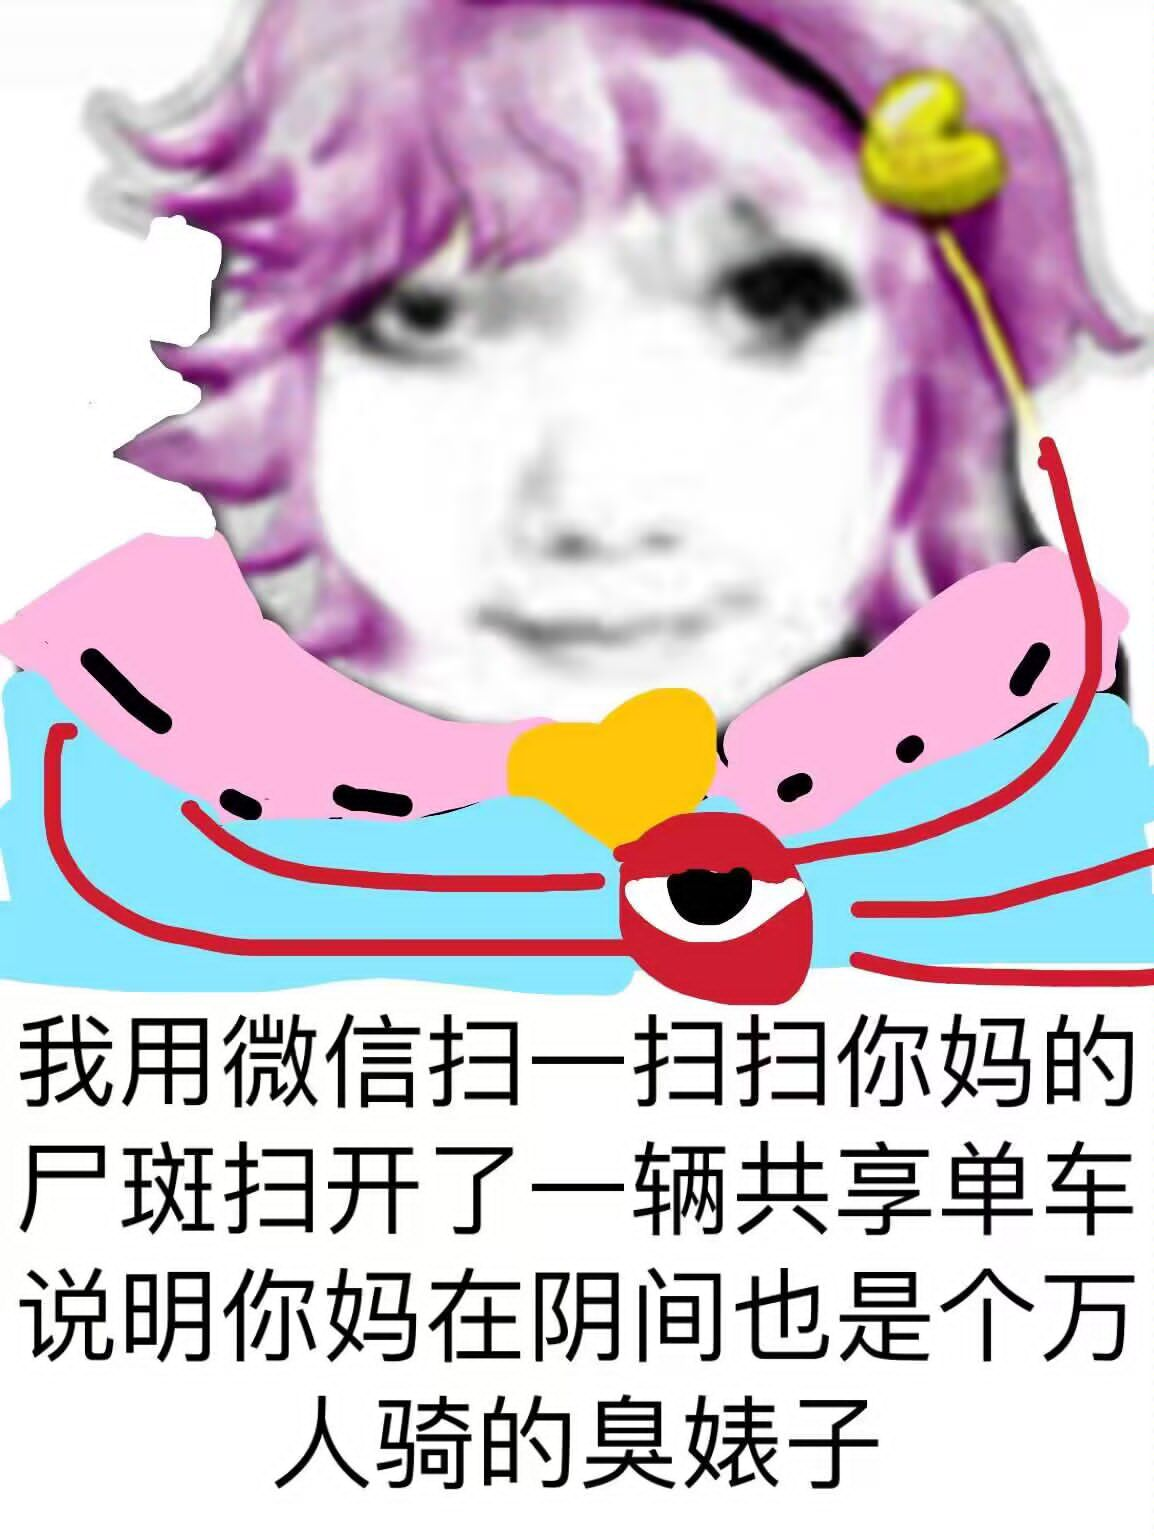 我用微信扫一扫扫你妈的
尸斑扫开了一辆共享单车
说明你妈在阴间也是个万
人骑的臭婊子